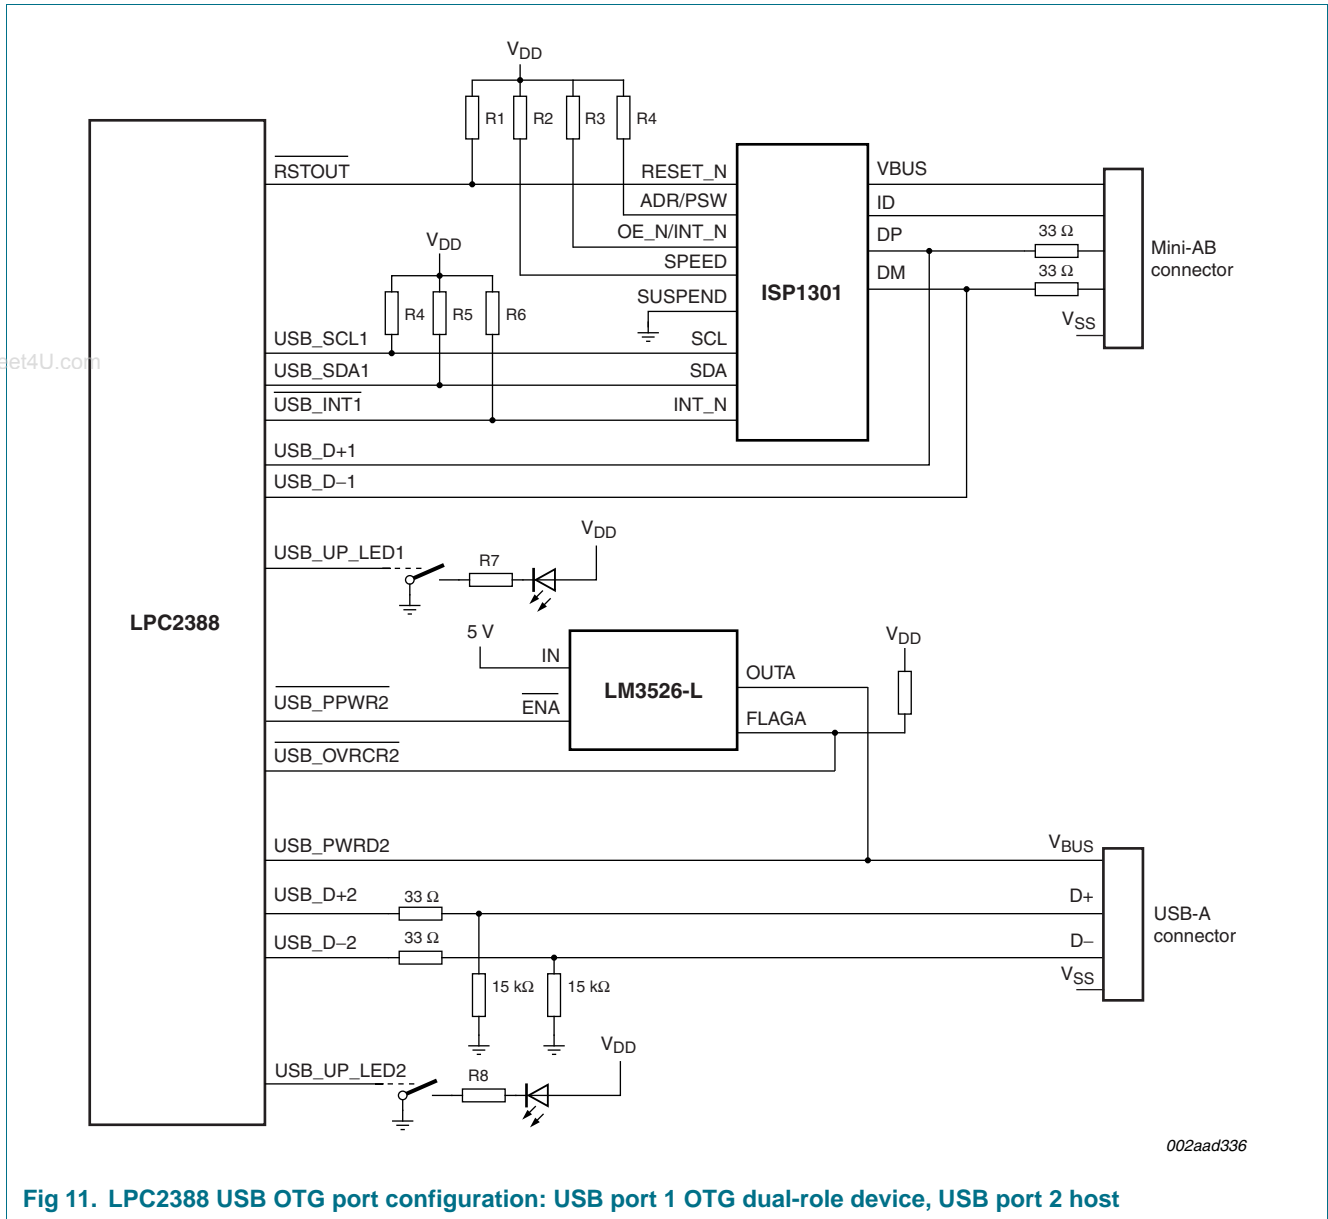 VDD
R1
R2
R3
R4
RSTOUT
RESET_N
VBUS
ADR/PSW
ID
OE_N/INT_N
DP
33 Ω
Mini-AB
connector
VDD
SPEED
DM
33 Ω
SUSPEND
ISP1301
R4
R5
R6
VSS
USB_SCL1
SCL
eet4U.com
USB_SDA1
SDA
USB_INT1
INT_N
USB_D+1
USB_D−1
VDD
USB_UP_LED1
R7
LPC2388
5 V
IN
VDD
LM3526-L
OUTA
USB_PPWR2
ENA
FLAGA
USB_OVRCR2
USB_PWRD2
VBUS
USB_D+2
33 Ω
D+
USB-A
connector
USB_D−2
33 Ω
D−
VSS
15 kΩ
15 kΩ
VDD
USB_UP_LED2
R8
002aad336
Fig 11. LPC2388 USB OTG port configuration: USB port 1 OTG dual-role device, USB port 2 host